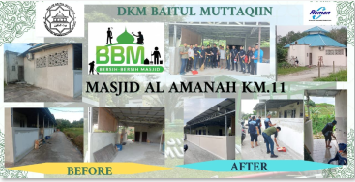 DKM BAITUL MUTTAQIIN
BBM
BERSIH BERSIH MASJID
MASJID AL AMANAH KM.11
BEFORE
AFTER